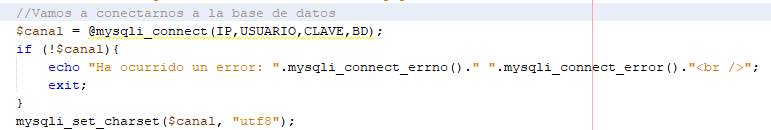 //Vamos a conectarnos a la base de datos
$canal = @mysqli_connect(IP,USUARIO,CLAVE,BD);
if (!$canal){
echo "Ha ocurrido un error: ".mysqli_connect_errno()." ".mysqli_connect_error()."<br />";
exit;
}
mysqli_set_charset($canal, "utf8");